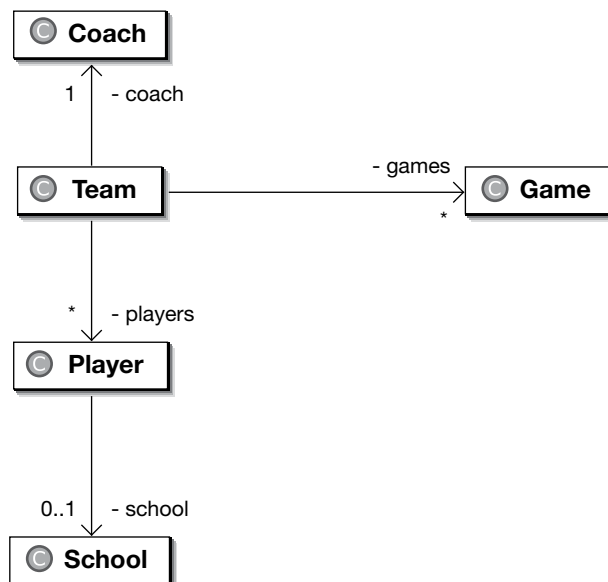 C Coach
1 - coach
C Team
- games
*
C Game
* - players
C Player
0..1 - school
C School